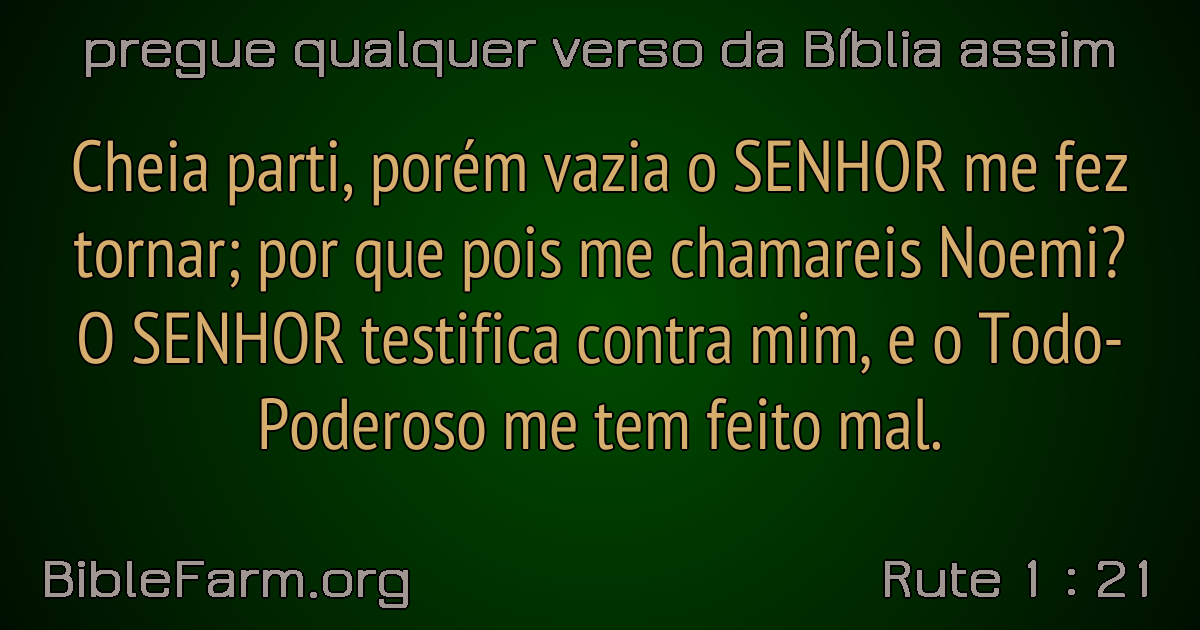 pregue qualquer verso da Bíblia assim
Cheia parti, porém vazia o SENHOR me fez
tornar; por que pois me chamareis Noemi?
O SENHOR testifica contra mim, e o Todo-
Poderoso me tem feito mal.
BibleFarm.org
Rute 1 : 21